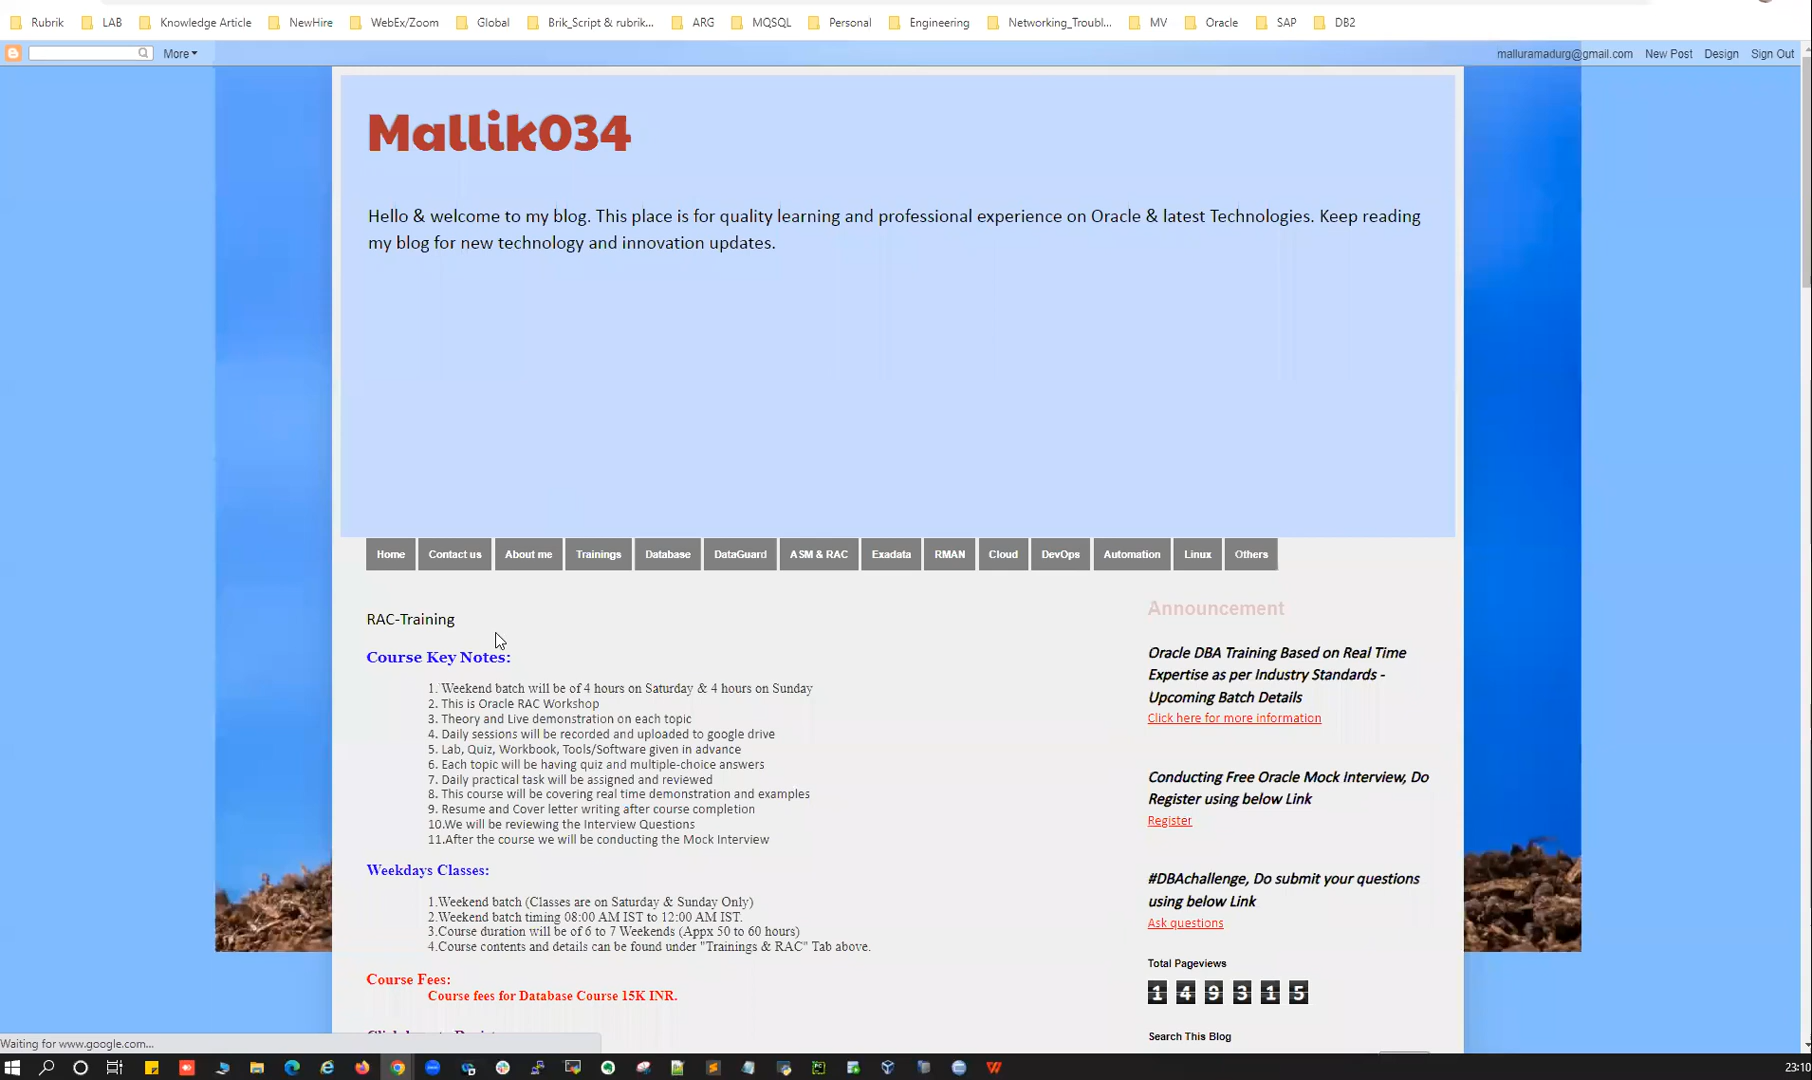 Rubrik LAB Knowledge Article NewHire WebEx/Zoom Global Brik_Script & rubrik... ARG MQSQL Personal Engineering Networking_Troubl... MV Oracle SAP DB2
More malluramadurg@gmail.com New Post Design Sign Out
Mallik034
Hello & welcome to my blog. This place is for quality learning and professional experience on Oracle & latest Technologies. Keep reading
my blog for new technology and innovation updates.
Home Contact us About me Trainings Database DataGuard ASM & RAC Exadata RMAN Cloud DevOps Automation Linux Others
RAC-Training
Course Key Notes:
1. Weekend batch will be of 4 hours on Saturday & 4 hours on Sunday
2. This is Oracle RAC Workshop
3. Theory and Live demonstration on each topic
4. Daily sessions will be recorded and uploaded to google drive
5. Lab, Quiz, Workbook, Tools/Software given in advance
6. Each topic will be having quiz and multiple-choice answers
7. Daily practical task will be assigned and reviewed
8. This course will be covering real time demonstration and examples
9. Resume and Cover letter writing after course completion
10.We will be reviewing the Interview Questions
11.After the course we will be conducting the Mock Interview
Weekdays Classes:
1.Weekend batch (Classes are on Saturday & Sunday Only)
2.Weekend batch timing 08:00 AM IST to 12:00 AM IST.
3.Course duration will be of 6 to 7 Weekends (Appx 50 to 60 hours)
4.Course contents and details can be found under "Trainings & RAC" Tab above.
Course Fees:
Course fees for Database Course 15K INR.
Announcement
Oracle DBA Training Based on Real Time
Expertise as per Industry Standards -
Upcoming Batch Details
Click here for more information
Conducting Free Oracle Mock Interview, Do
Register using below Link
Register
#DBAchallenge, Do submit your questions
using below Link
Ask questions
Total Pageviews
149315
Search This Blog
Waiting for www.google.com...
23:10